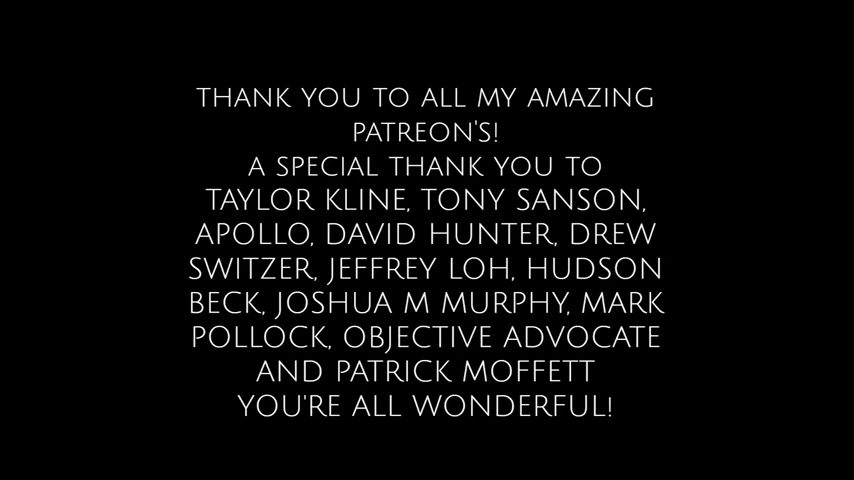 THANK YOU TO ALL MY AMAZING
PATREON'S!
A SPECIAL THANK YOU TO
TAYLOR KLINE, TONY SANSON,
APOLLO, DAVID HUNTER, DREW
SWITZER, JEFFREY LOH, HUDSON
BECK, JOSHUA M MURPHY, MARK
POLLOCK, OBJECTIVE ADVOCATE
AND PATRICK MOFFETT
YOU'RE ALL WONDERFUL!